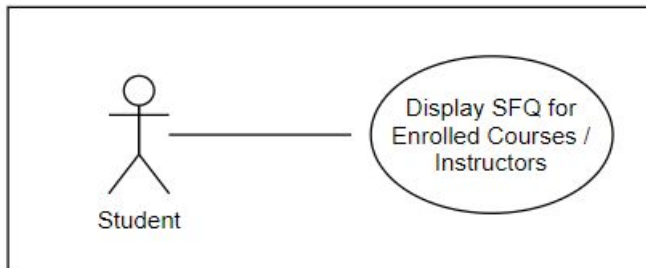 Display SFQ for
Enrolled Courses /
Instructors
Student